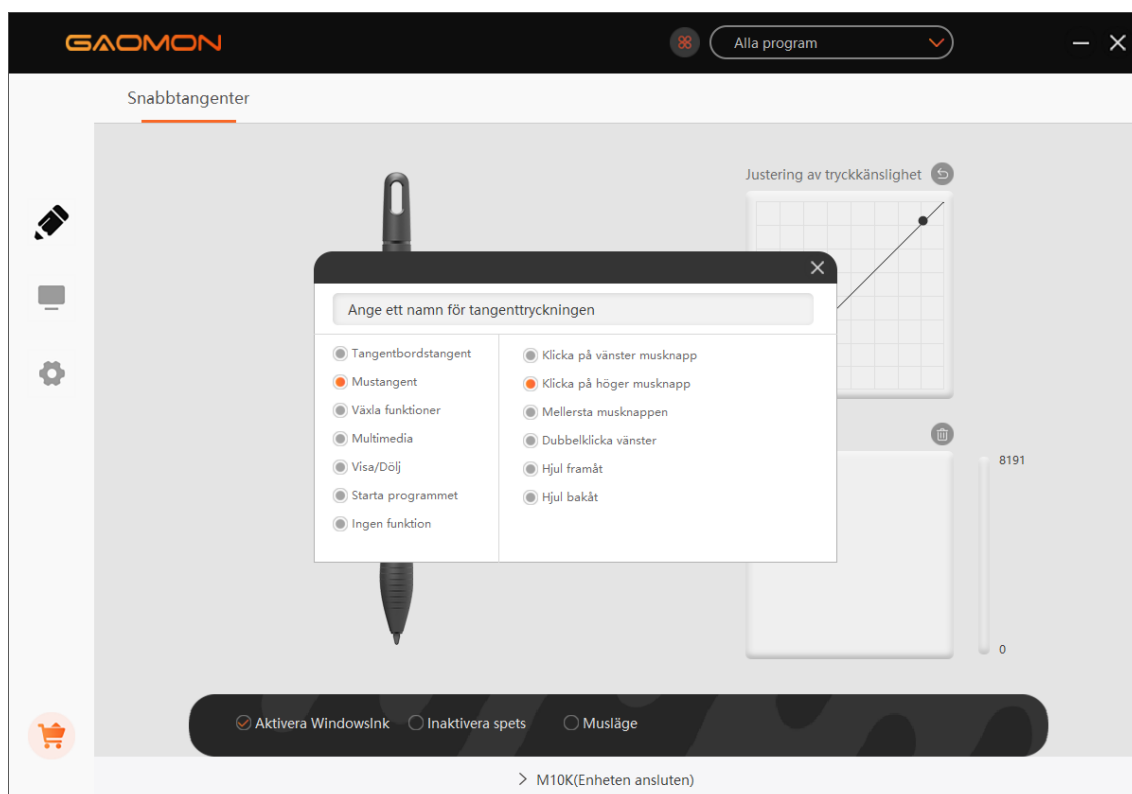 GAOMON
Alla program
Snabbtangenter
Justering av tryckkänslighet
Ange ett namn för tangenttryckningen
Tangentbordstangent
Mustangent
Växla funktioner
Multimedia
Visa/Dölj
Starta programmet
Ingen funktion
Klicka på vänster musknapp
Klicka på höger musknapp
Mellersta musknappen
Dubbelklicka vänster
Hjul framåt
Hjul bakåt
8191
0
Aktivera WindowsInk
Inaktivera spets
Musläge
M10K(Enheten ansluten)